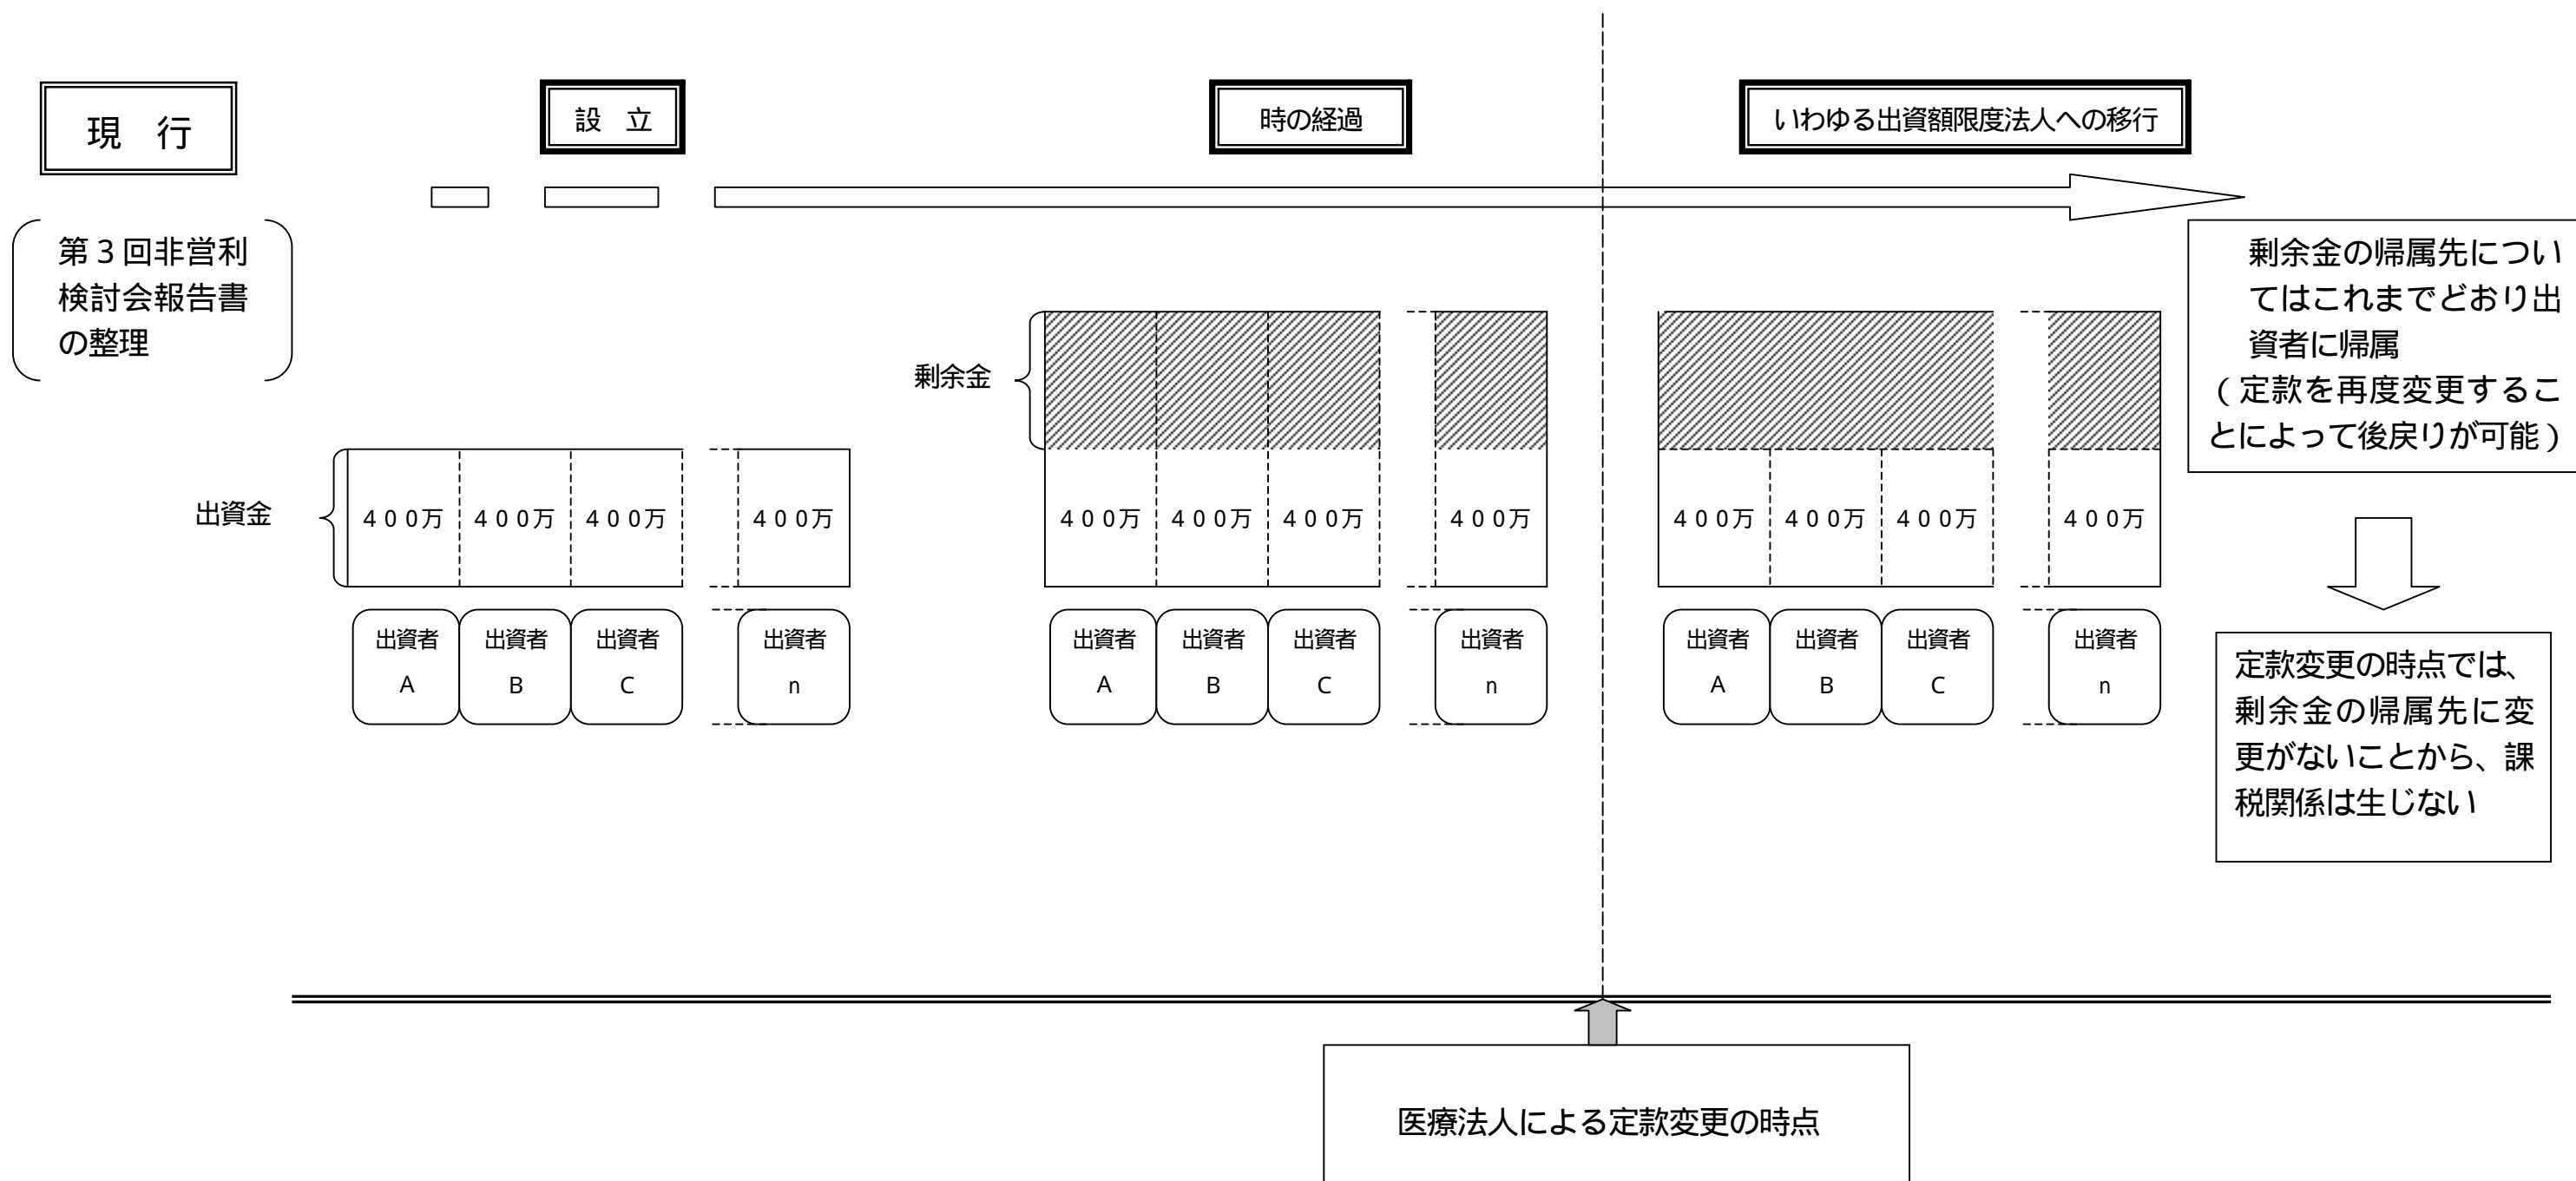 現　行
設　立
時の経過
いわゆる出資額限度法人への移行
第３回非営利
検討会報告書
の整理
剰余金
出資金
４００万 ４００万 ４００万 ４００万
４００万 ４００万 ４００万 ４００万
４００万 ４００万 ４００万 ４００万
出資者 出資者 出資者 出資者
A B C n
出資者 出資者 出資者 出資者
A B C n
出資者 出資者 出資者 出資者
A B C n
剰余金の帰属先につい
てはこれまでどおり出
資者に帰属
（定款を再度変更するこ
とによって後戻りが可能）
定款変更の時点では、
剰余金の帰属先に変
更がないことから、課
税関係は生じない
医療法人による定款変更の時点